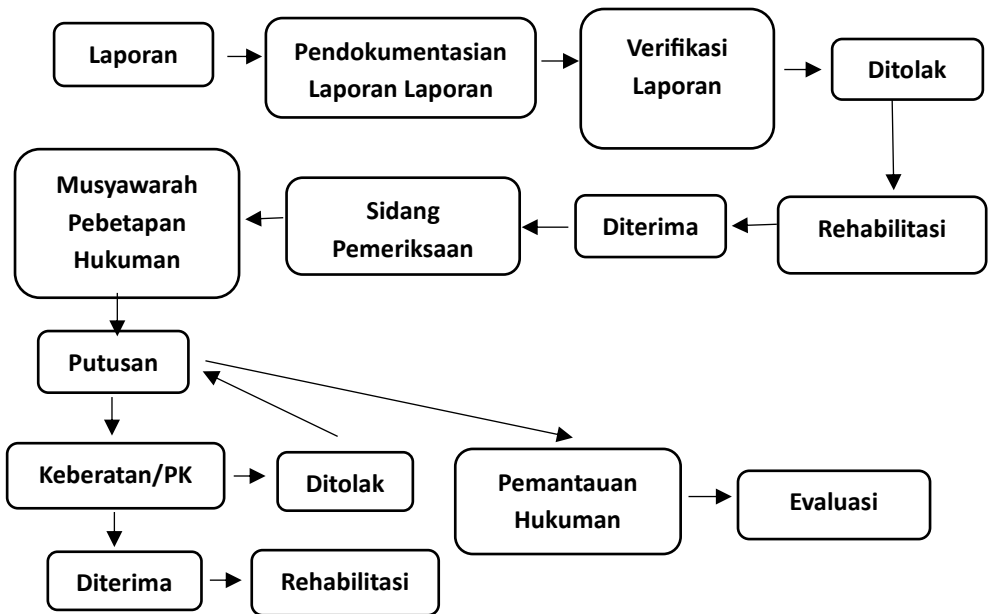 Laporan
Pendokumentasian
Laporan Laporan
Verifikasi
Laporan
Ditolak
Rehabilitasi
Diterima
Sidang
Pemeriksaan
Musyawarah
Pebetapan
Hukuman
Putusan
Keberatan/PK
Ditolak
Pemantauan
Hukuman
Evaluasi
Diterima
Rehabilitasi